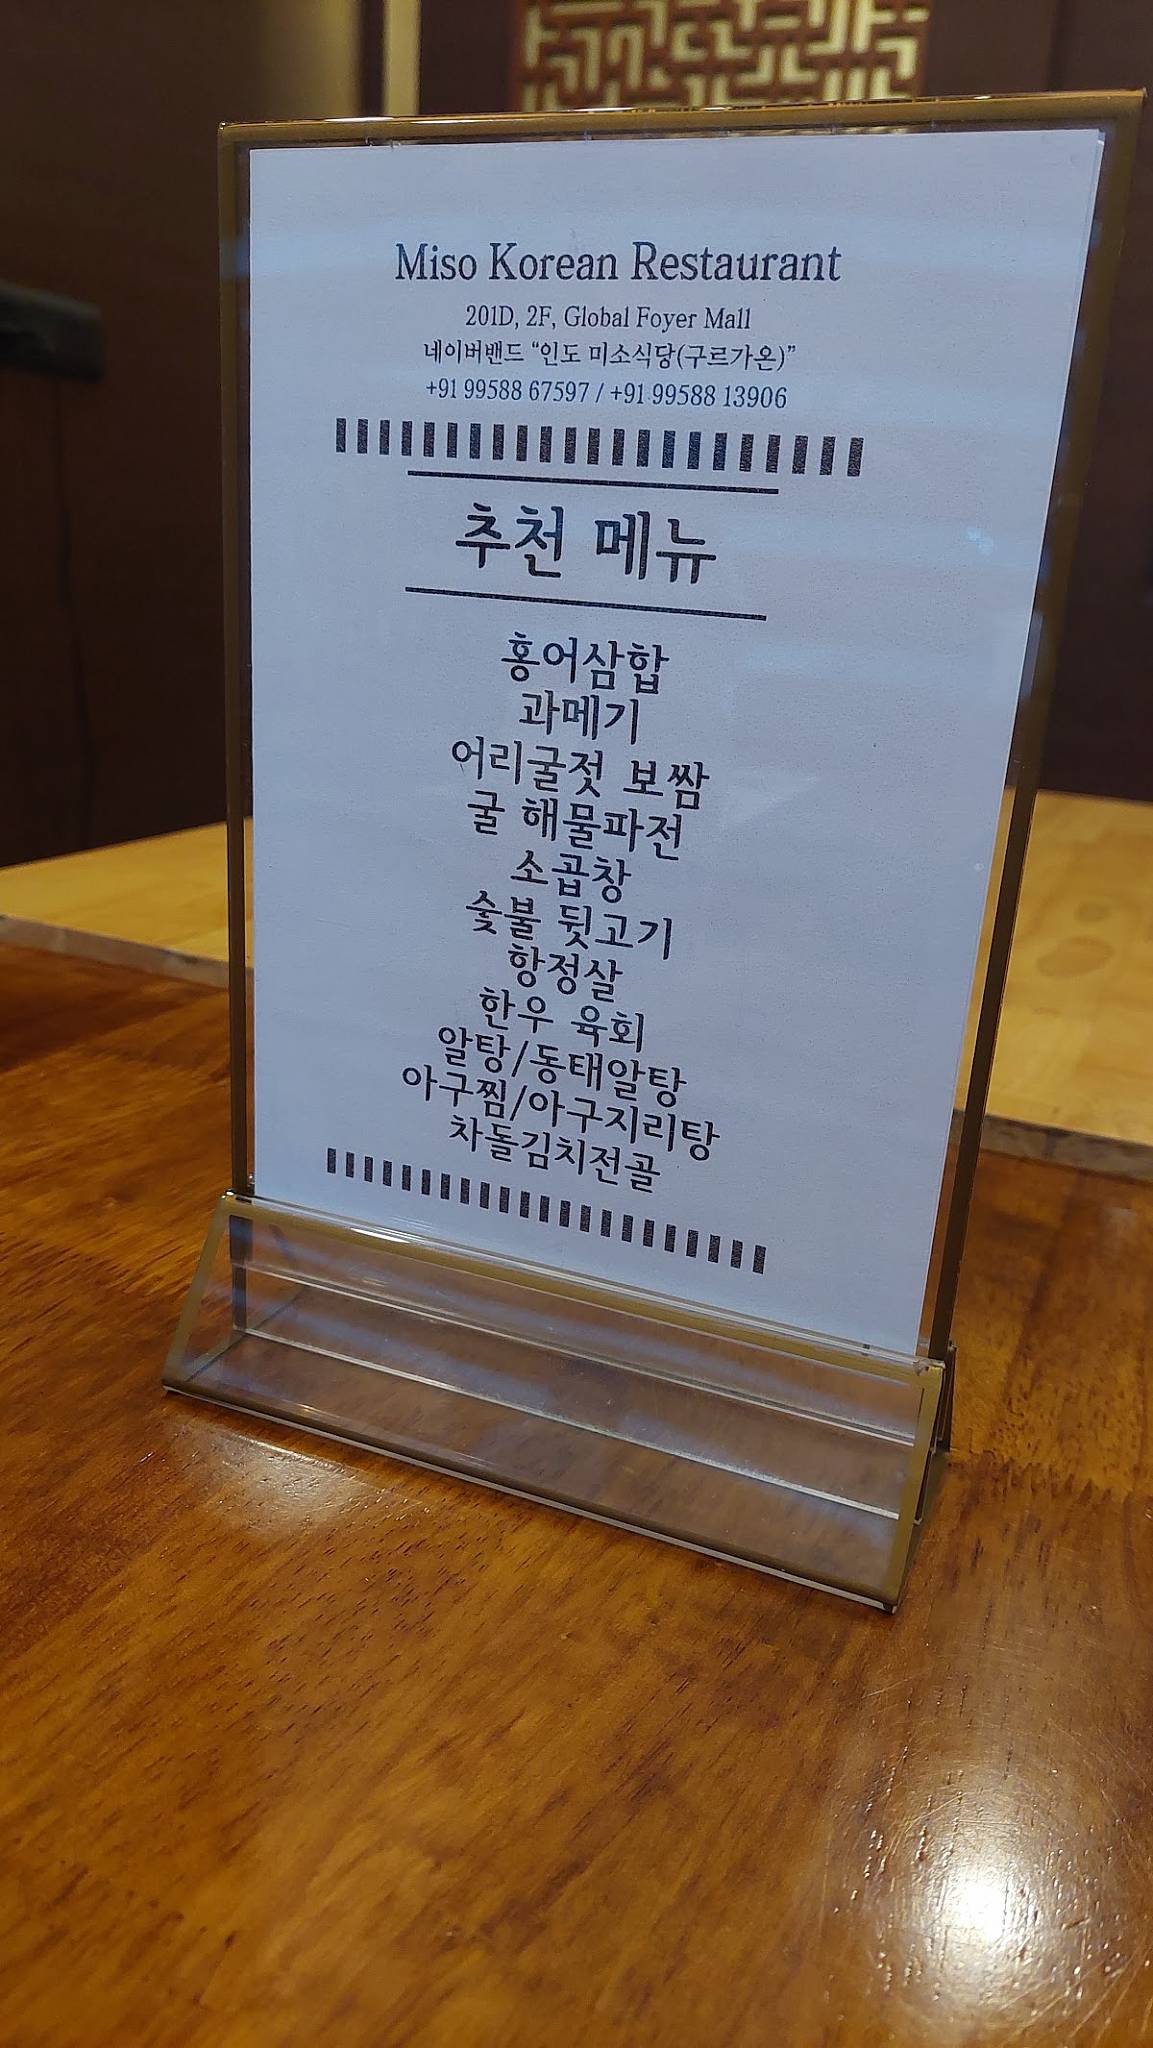 Miso Korean Restaurant
201D, 2F, Global Foyer Mall
네이버밴드 “인도 미소식당(구르가온)”
+91 99588 67597 / +91 99588 13906
추천 메뉴
홍어삼합
과메기
어리굴젓 보쌈
굴 해물파전
소곱창
숯불 뒷고기
항정살
한우 육회
알탕/동태알탕
아구찜/아구지리탕
차돌김치전골